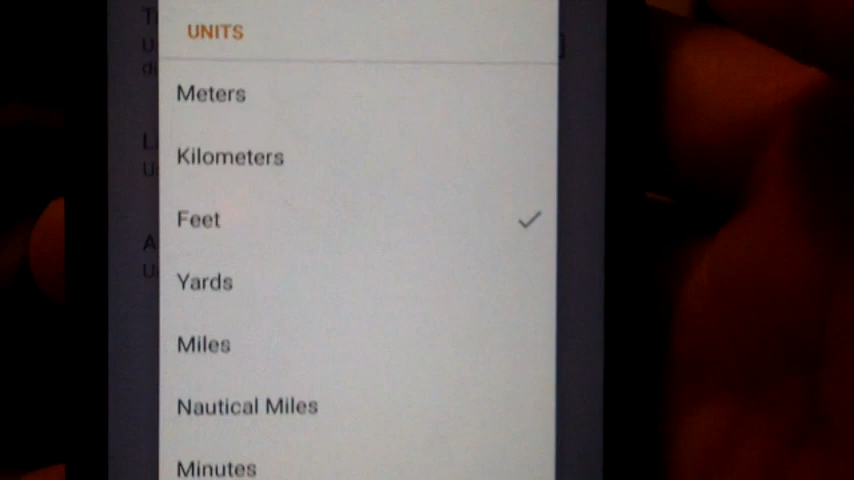 UNITS
Meters
Kilometers
Feet
Yards
Miles
Nautical Miles
Minutes